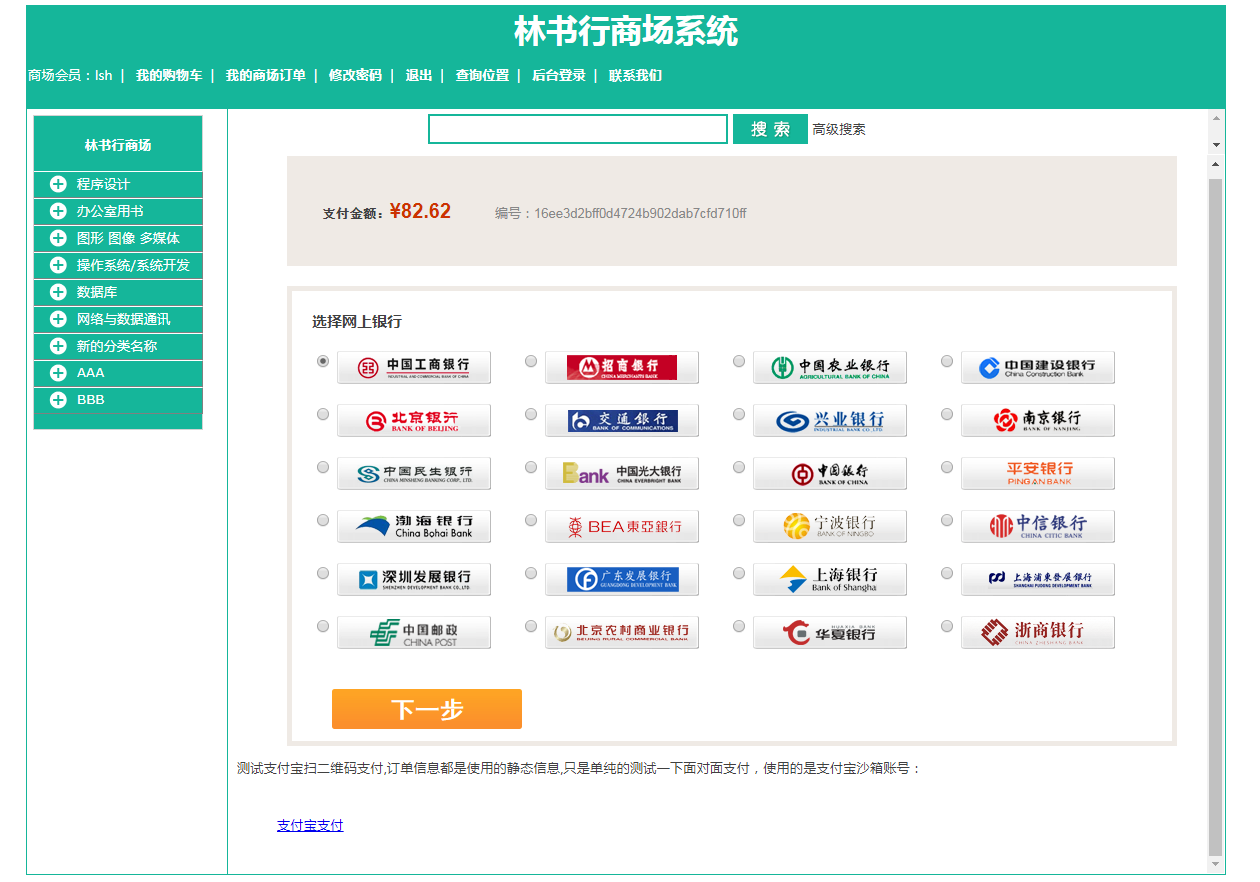 林书行商场系统
商场会员：lsh | 我的购物车 | 我的商场订单 | 修改密码 | 退出 | 查询位置 | 后台登录 | 联系我们
林书行商场
程序设计
办公室用书
图形 图像 多媒体
操作系统/系统开发
数据库
网络与数据通讯
新的分类名称
AAA
BBB
搜 索 高级搜索
支付金额：¥82.62 编号：16ee3d2bff0d4724b902dab7cfd710ff
选择网上银行
中国工商银行 INDUSTRIAL AND COMMERCIAL BANK OF CHINA
招商银行 CHINA MERCHANTS BANK
中国农业银行 AGRICULTURAL BANK OF CHINA
中国建设银行 China Construction Bank
北京银行 BANK OF BEIJING
交通银行 BANK OF COMMUNICATIONS
兴业银行 INDUSTRIAL BANK CO.,LTD.
南京银行 BANK OF NANJING
中国民生银行 CHINA MINSHENG BANKING CORP., LTD.
Bank 中国光大银行 CHINA EVERBRIGHT BANK
中国银行 BANK OF CHINA
平安银行 PING AN BANK
渤海银行 China Bohai Bank
BEA東亞銀行
宁波银行 BANK OF NINGBO
中信银行 CHINA CITIC BANK
深圳发展银行 SHENZHEN DEVELOPMENT BANK CO.,LTD.
广东发展银行 GUANGDONG DEVELOPMENT BANK
上海银行 Bank of Shanghai
上海浦東發展銀行 SHANGHAI PUDONG DEVELOPMENT BANK
中国邮政 CHINA POST
北京农村商业银行 BEIJING RURAL COMMERCIAL BANK
华夏银行 HUAXIA BANK
浙商银行 CHINA ZHESHANG BANK
下一步
测试支付宝扫二维码支付,订单信息都是使用的静态信息,只是单纯的测试一下面对面支付，使用的是支付宝沙箱账号：
支付宝支付